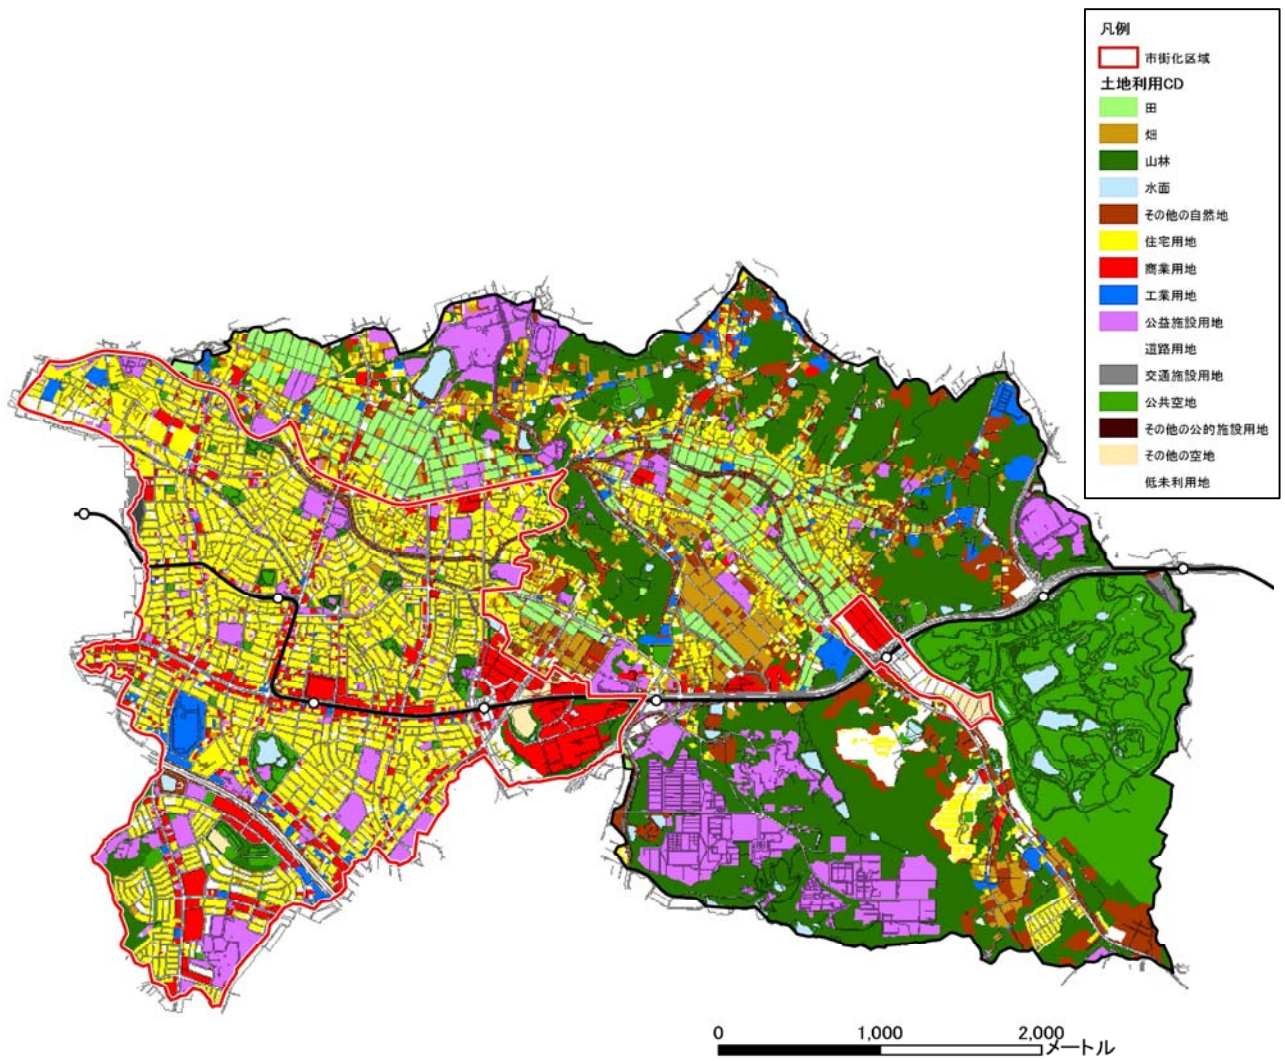 凡例
市街化区域
土地利用CD
田
畑
山林
水面
その他の自然地
住宅用地
商業用地
工業用地
公益施設用地
道路用地
交通施設用地
公共空地
その他の公的施設用地
その他の空地
低未利用地
0 1,000 2,000
メートル